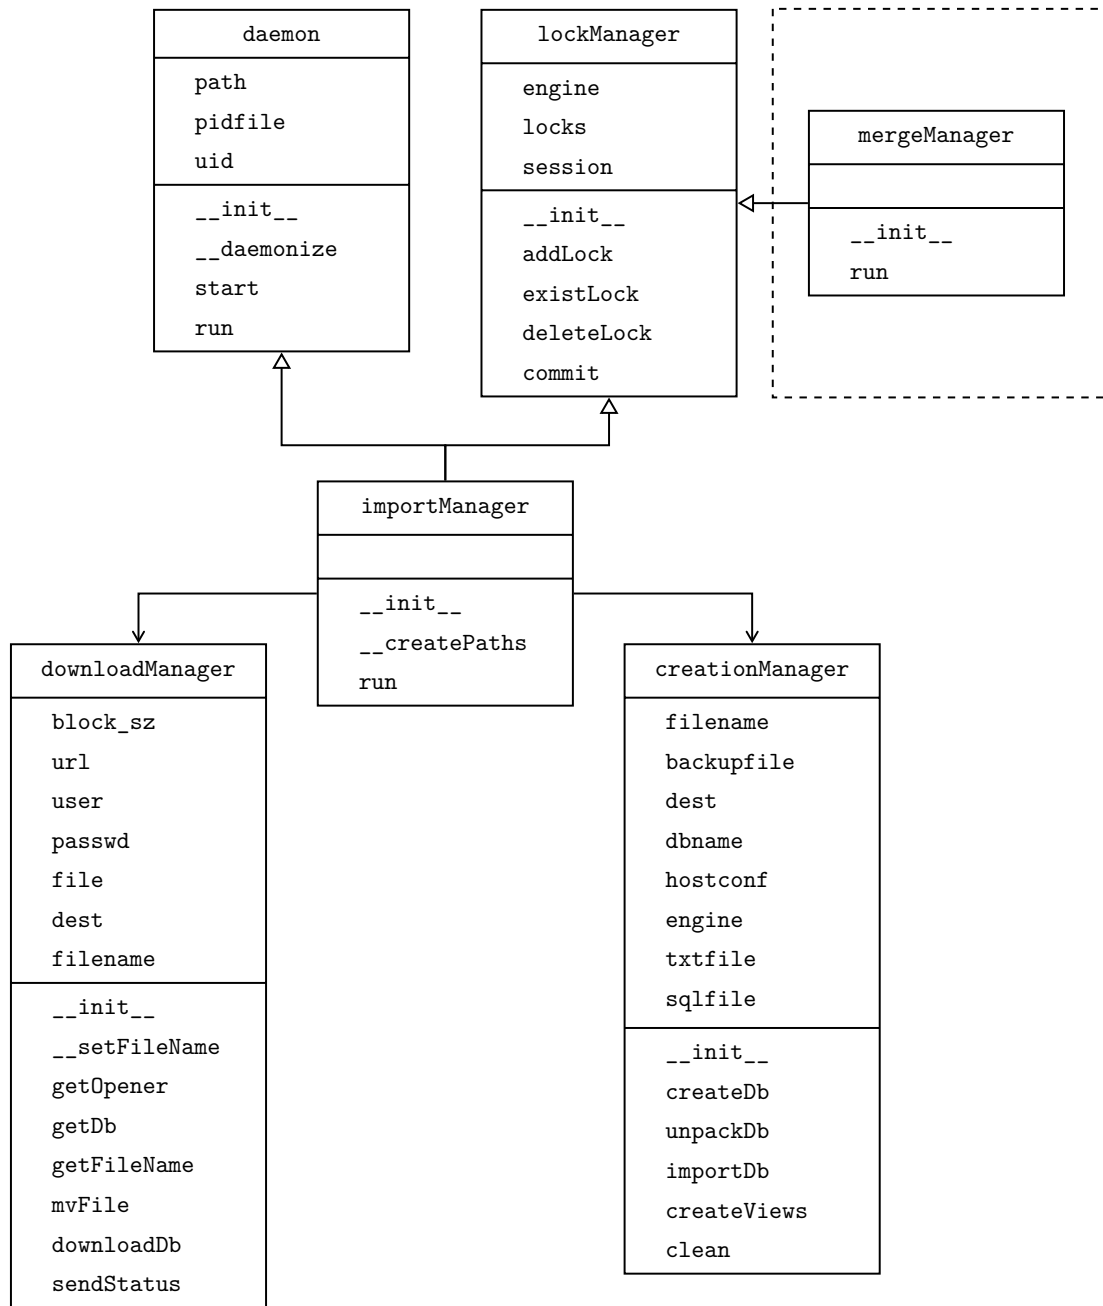 daemon
path
pidfile
uid
__init__
__daemonize
start
run
lockManager
engine
locks
session
__init__
addLock
existLock
deleteLock
commit
mergeManager
__init__
run
importManager
__init__
__createPaths
run
downloadManager
block_sz
url
user
passwd
file
dest
filename
__init__
__setFileName
getOpener
getDb
getFileName
mvFile
downloadDb
sendStatus
creationManager
filename
backupfile
dest
dbname
hostconf
engine
txtfile
sqlfile
__init__
createDb
unpackDb
importDb
createViews
clean